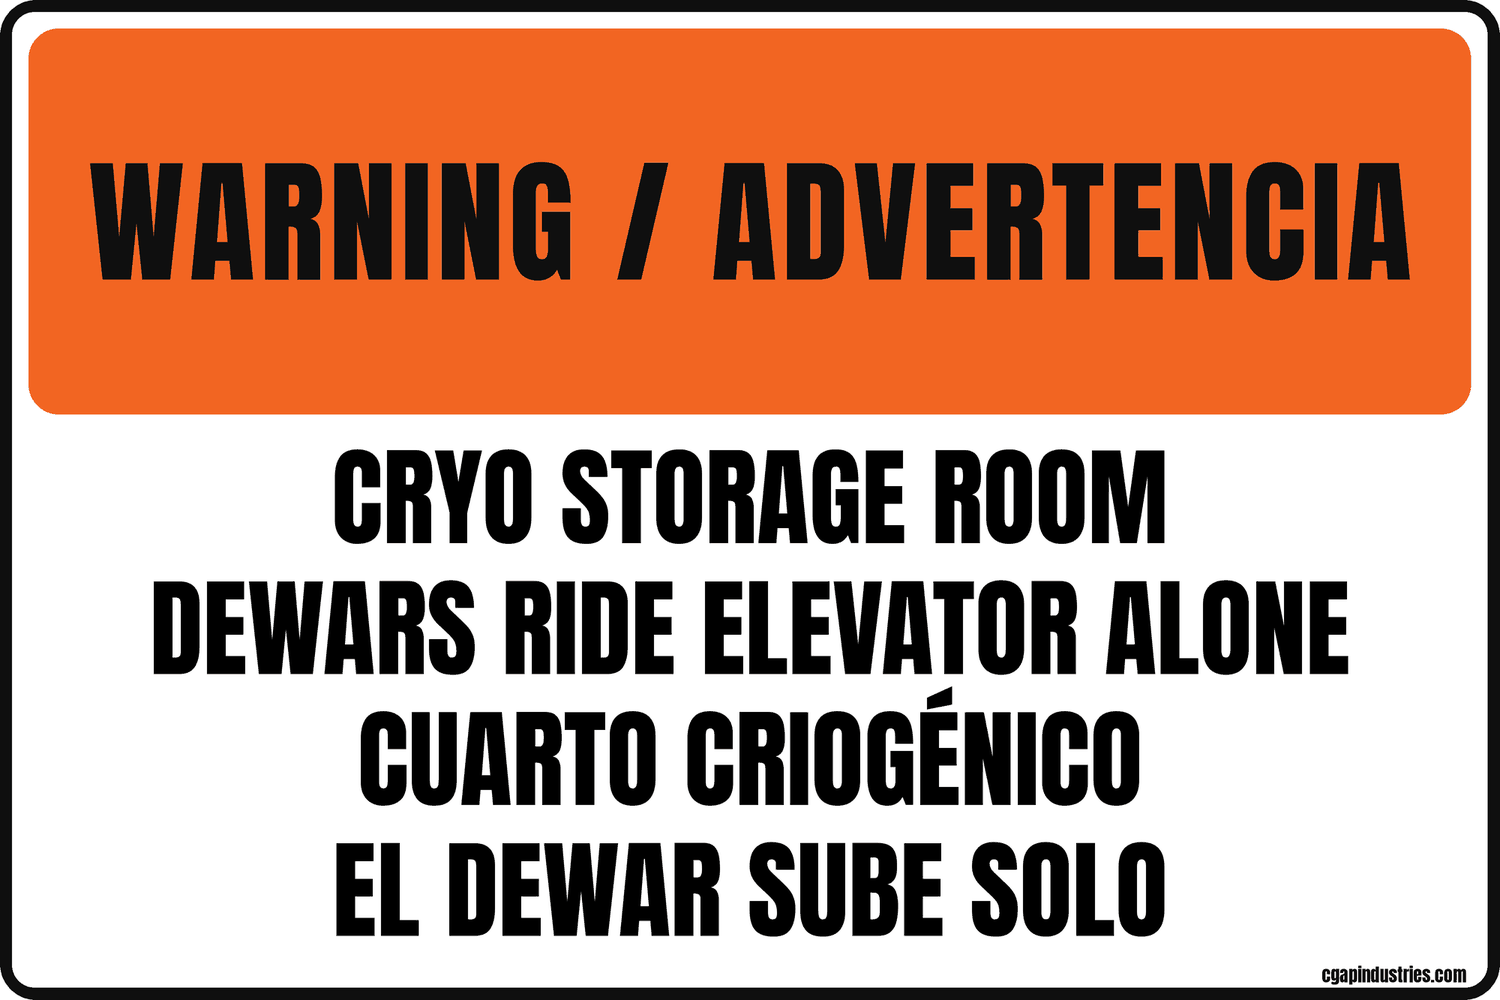 WARNING / ADVERTENCIA
CRYO STORAGE ROOM
DEWARS RIDE ELEVATOR ALONE
CUARTO CRIOGÉNICO
EL DEWAR SUBE SOLO
cgapindustries.com